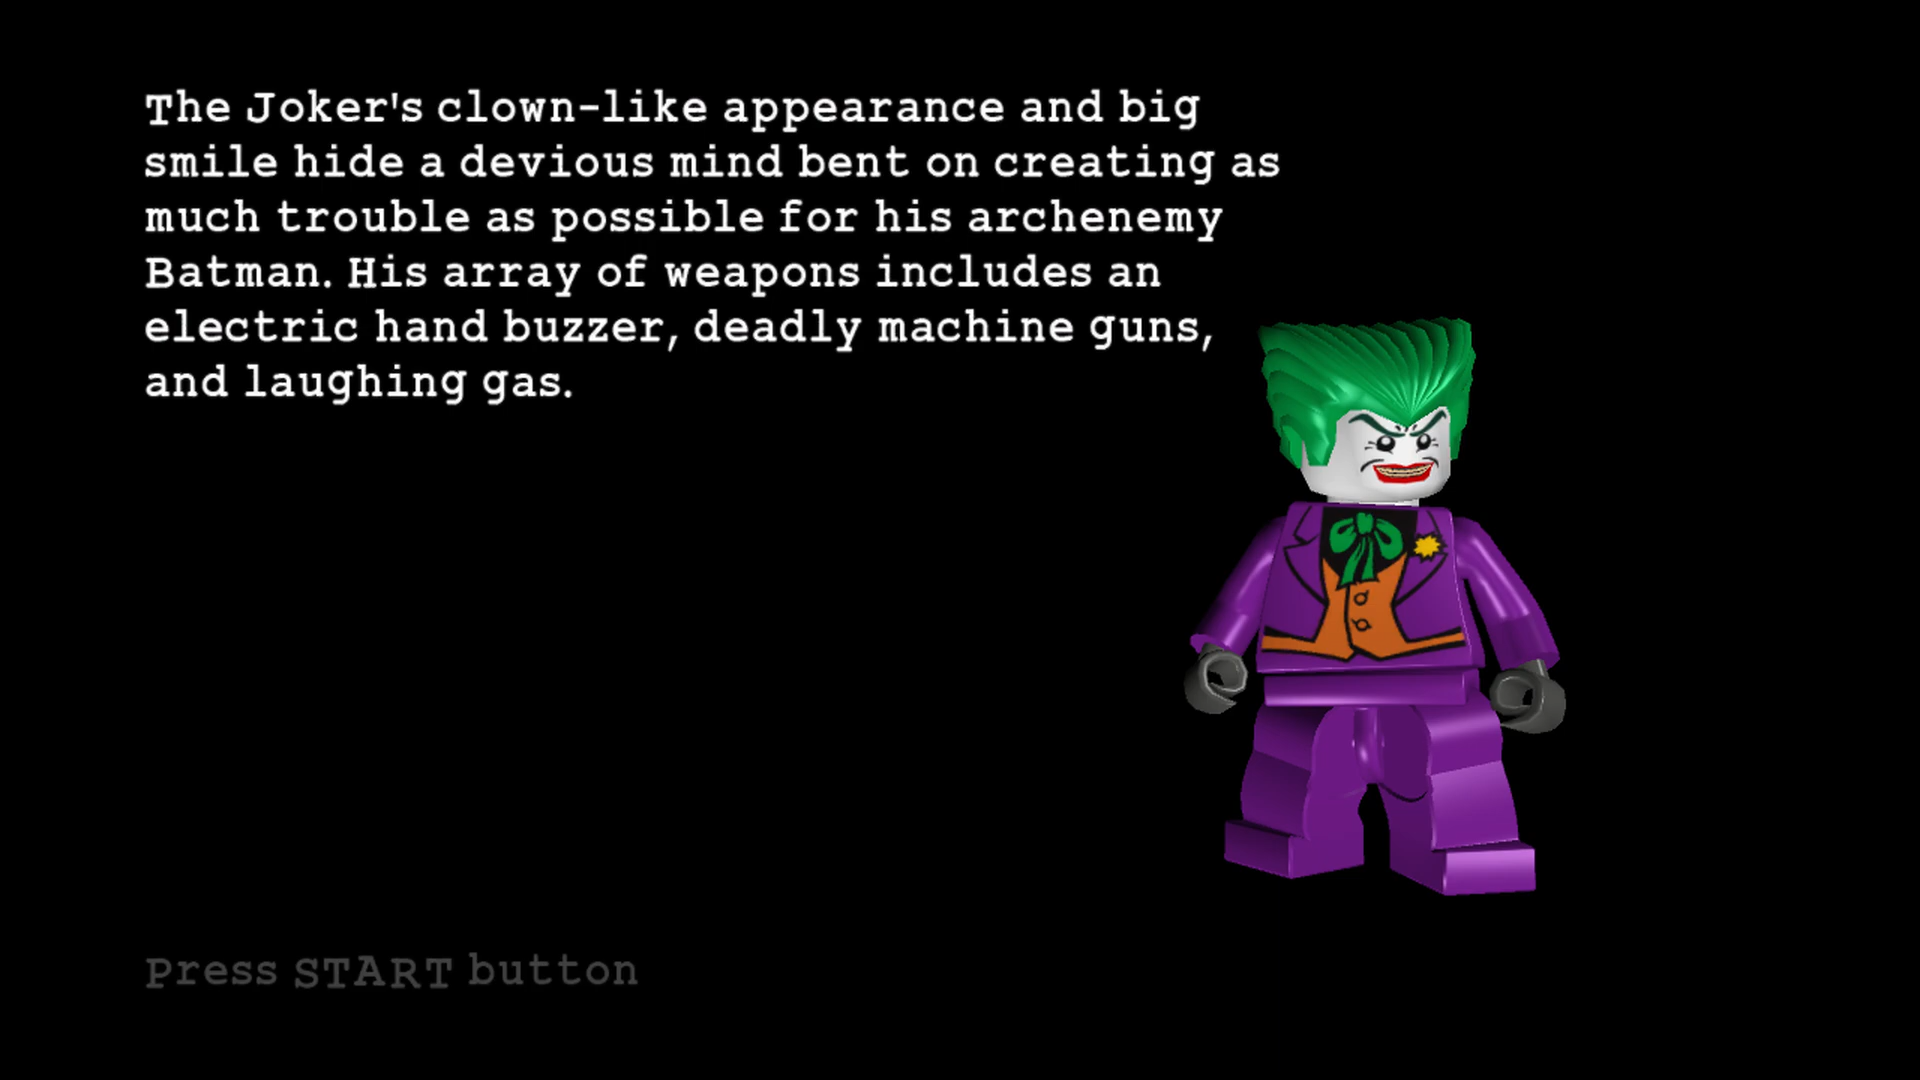 The Joker's clown-like appearance and big
smile hide a devious mind bent on creating as
much trouble as possible for his archenemy
Batman. His array of weapons includes an
electric hand buzzer, deadly machine guns,
and laughing gas.
Press START button